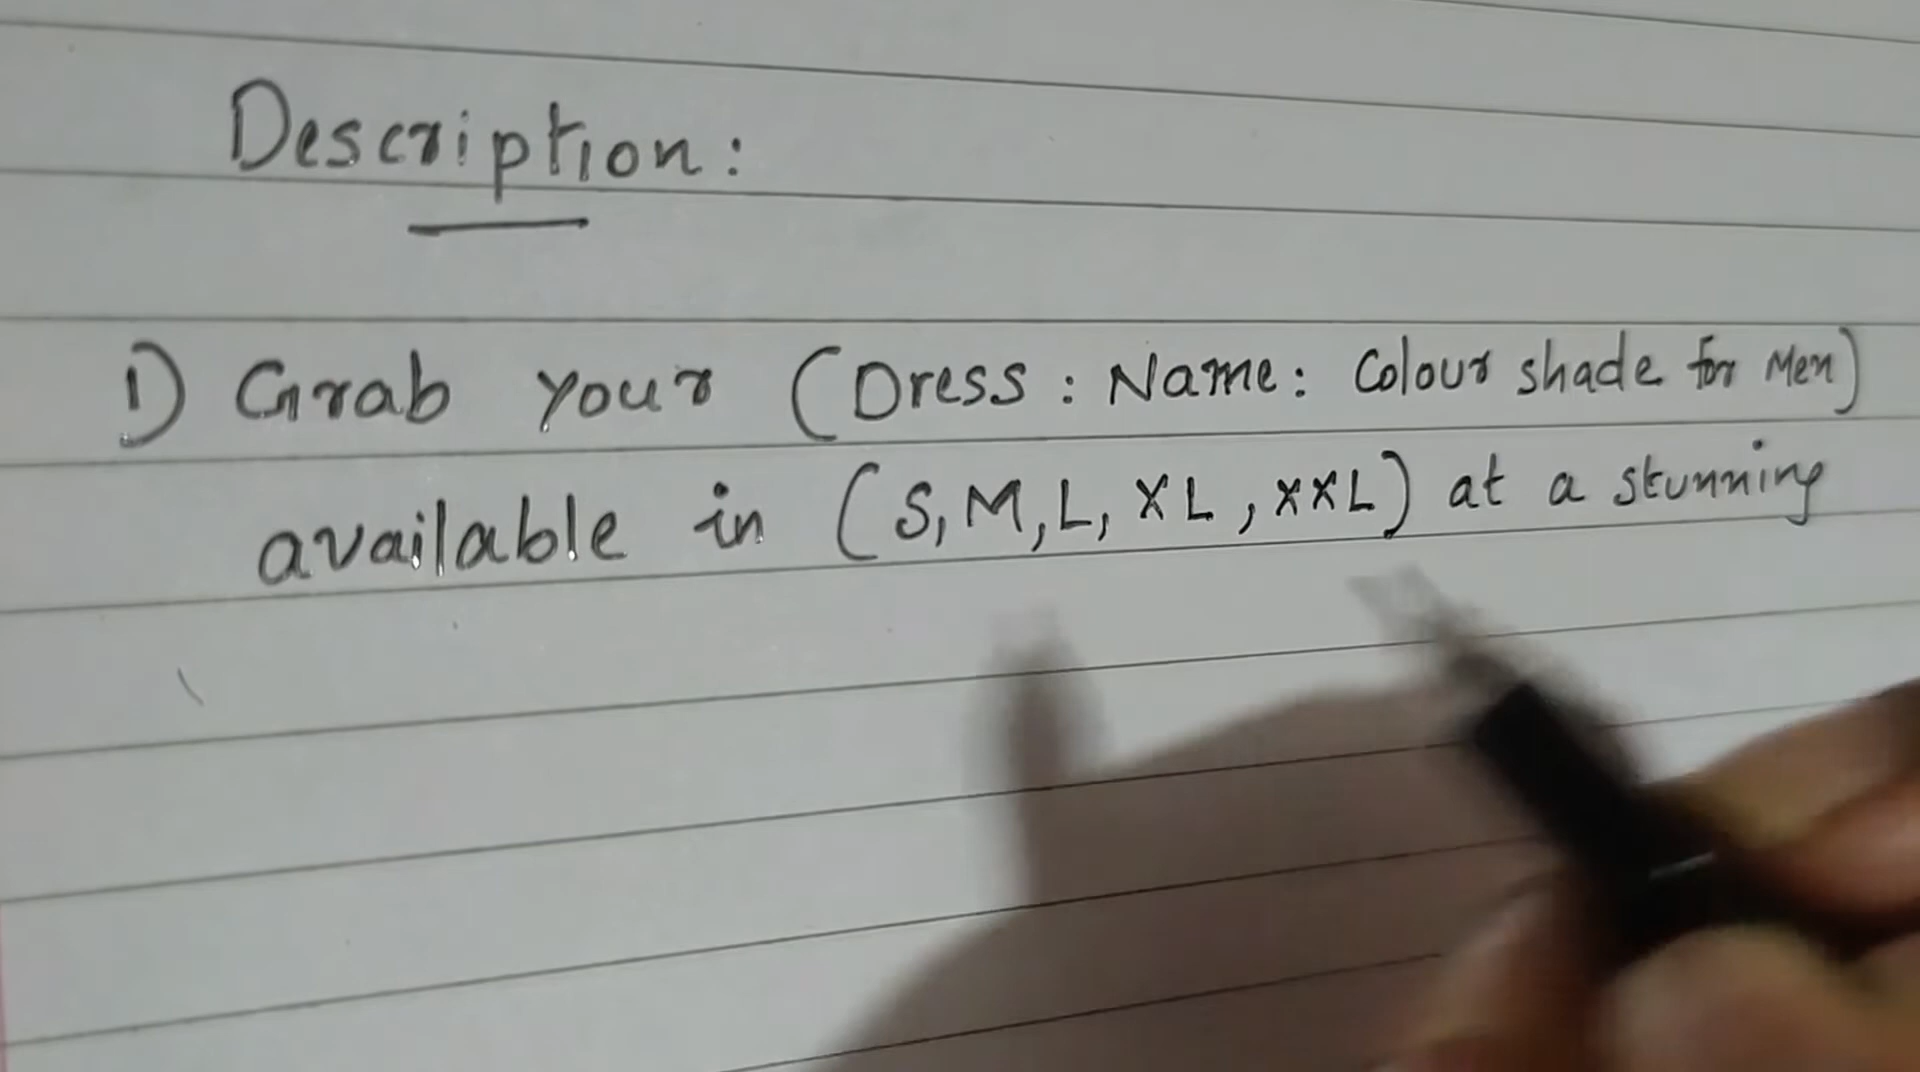 Description:
1) Grab your (Dress : Name : Colour shade for Men)
available in (S, M, L, XL, XXL) at a stunning